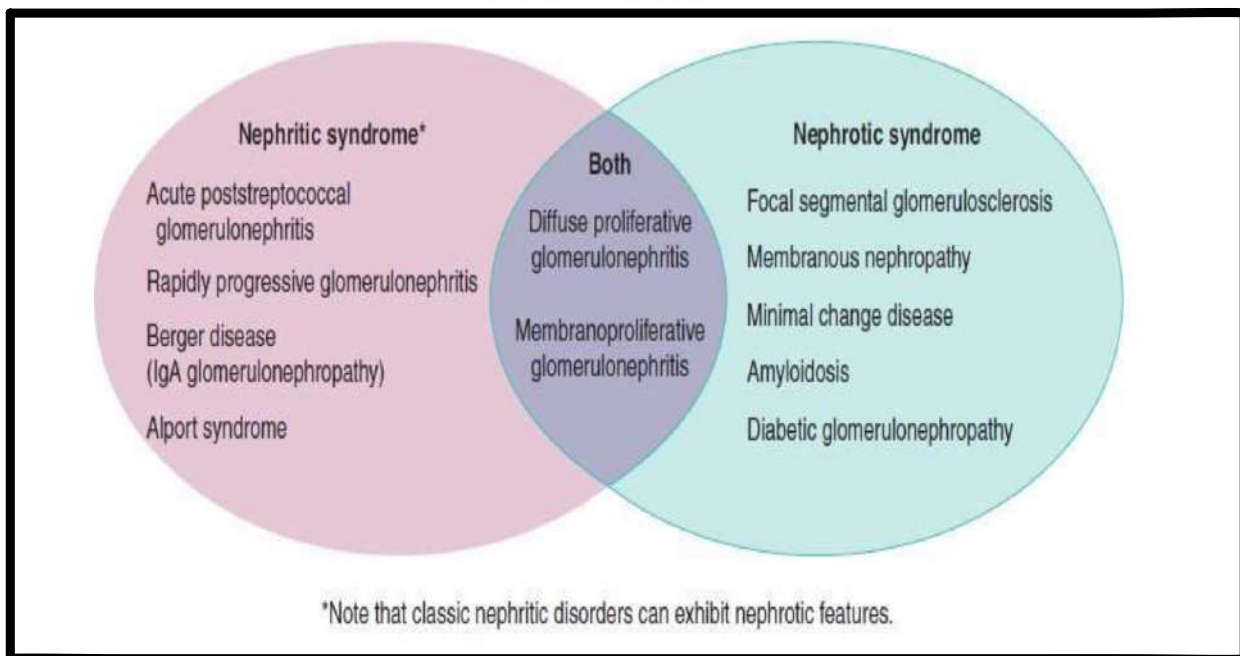 Nephritic syndrome*
Acute poststreptococcal
glomerulonephritis
Rapidly progressive glomerulonephritis
Berger disease
(IgA glomerulonephropathy)
Alport syndrome
Both
Diffuse proliferative
glomerulonephritis
Membranoproliferative
glomerulonephritis
Nephrotic syndrome
Focal segmental glomerulosclerosis
Membranous nephropathy
Minimal change disease
Amyloidosis
Diabetic glomerulonephropathy
*Note that classic nephritic disorders can exhibit nephrotic features.